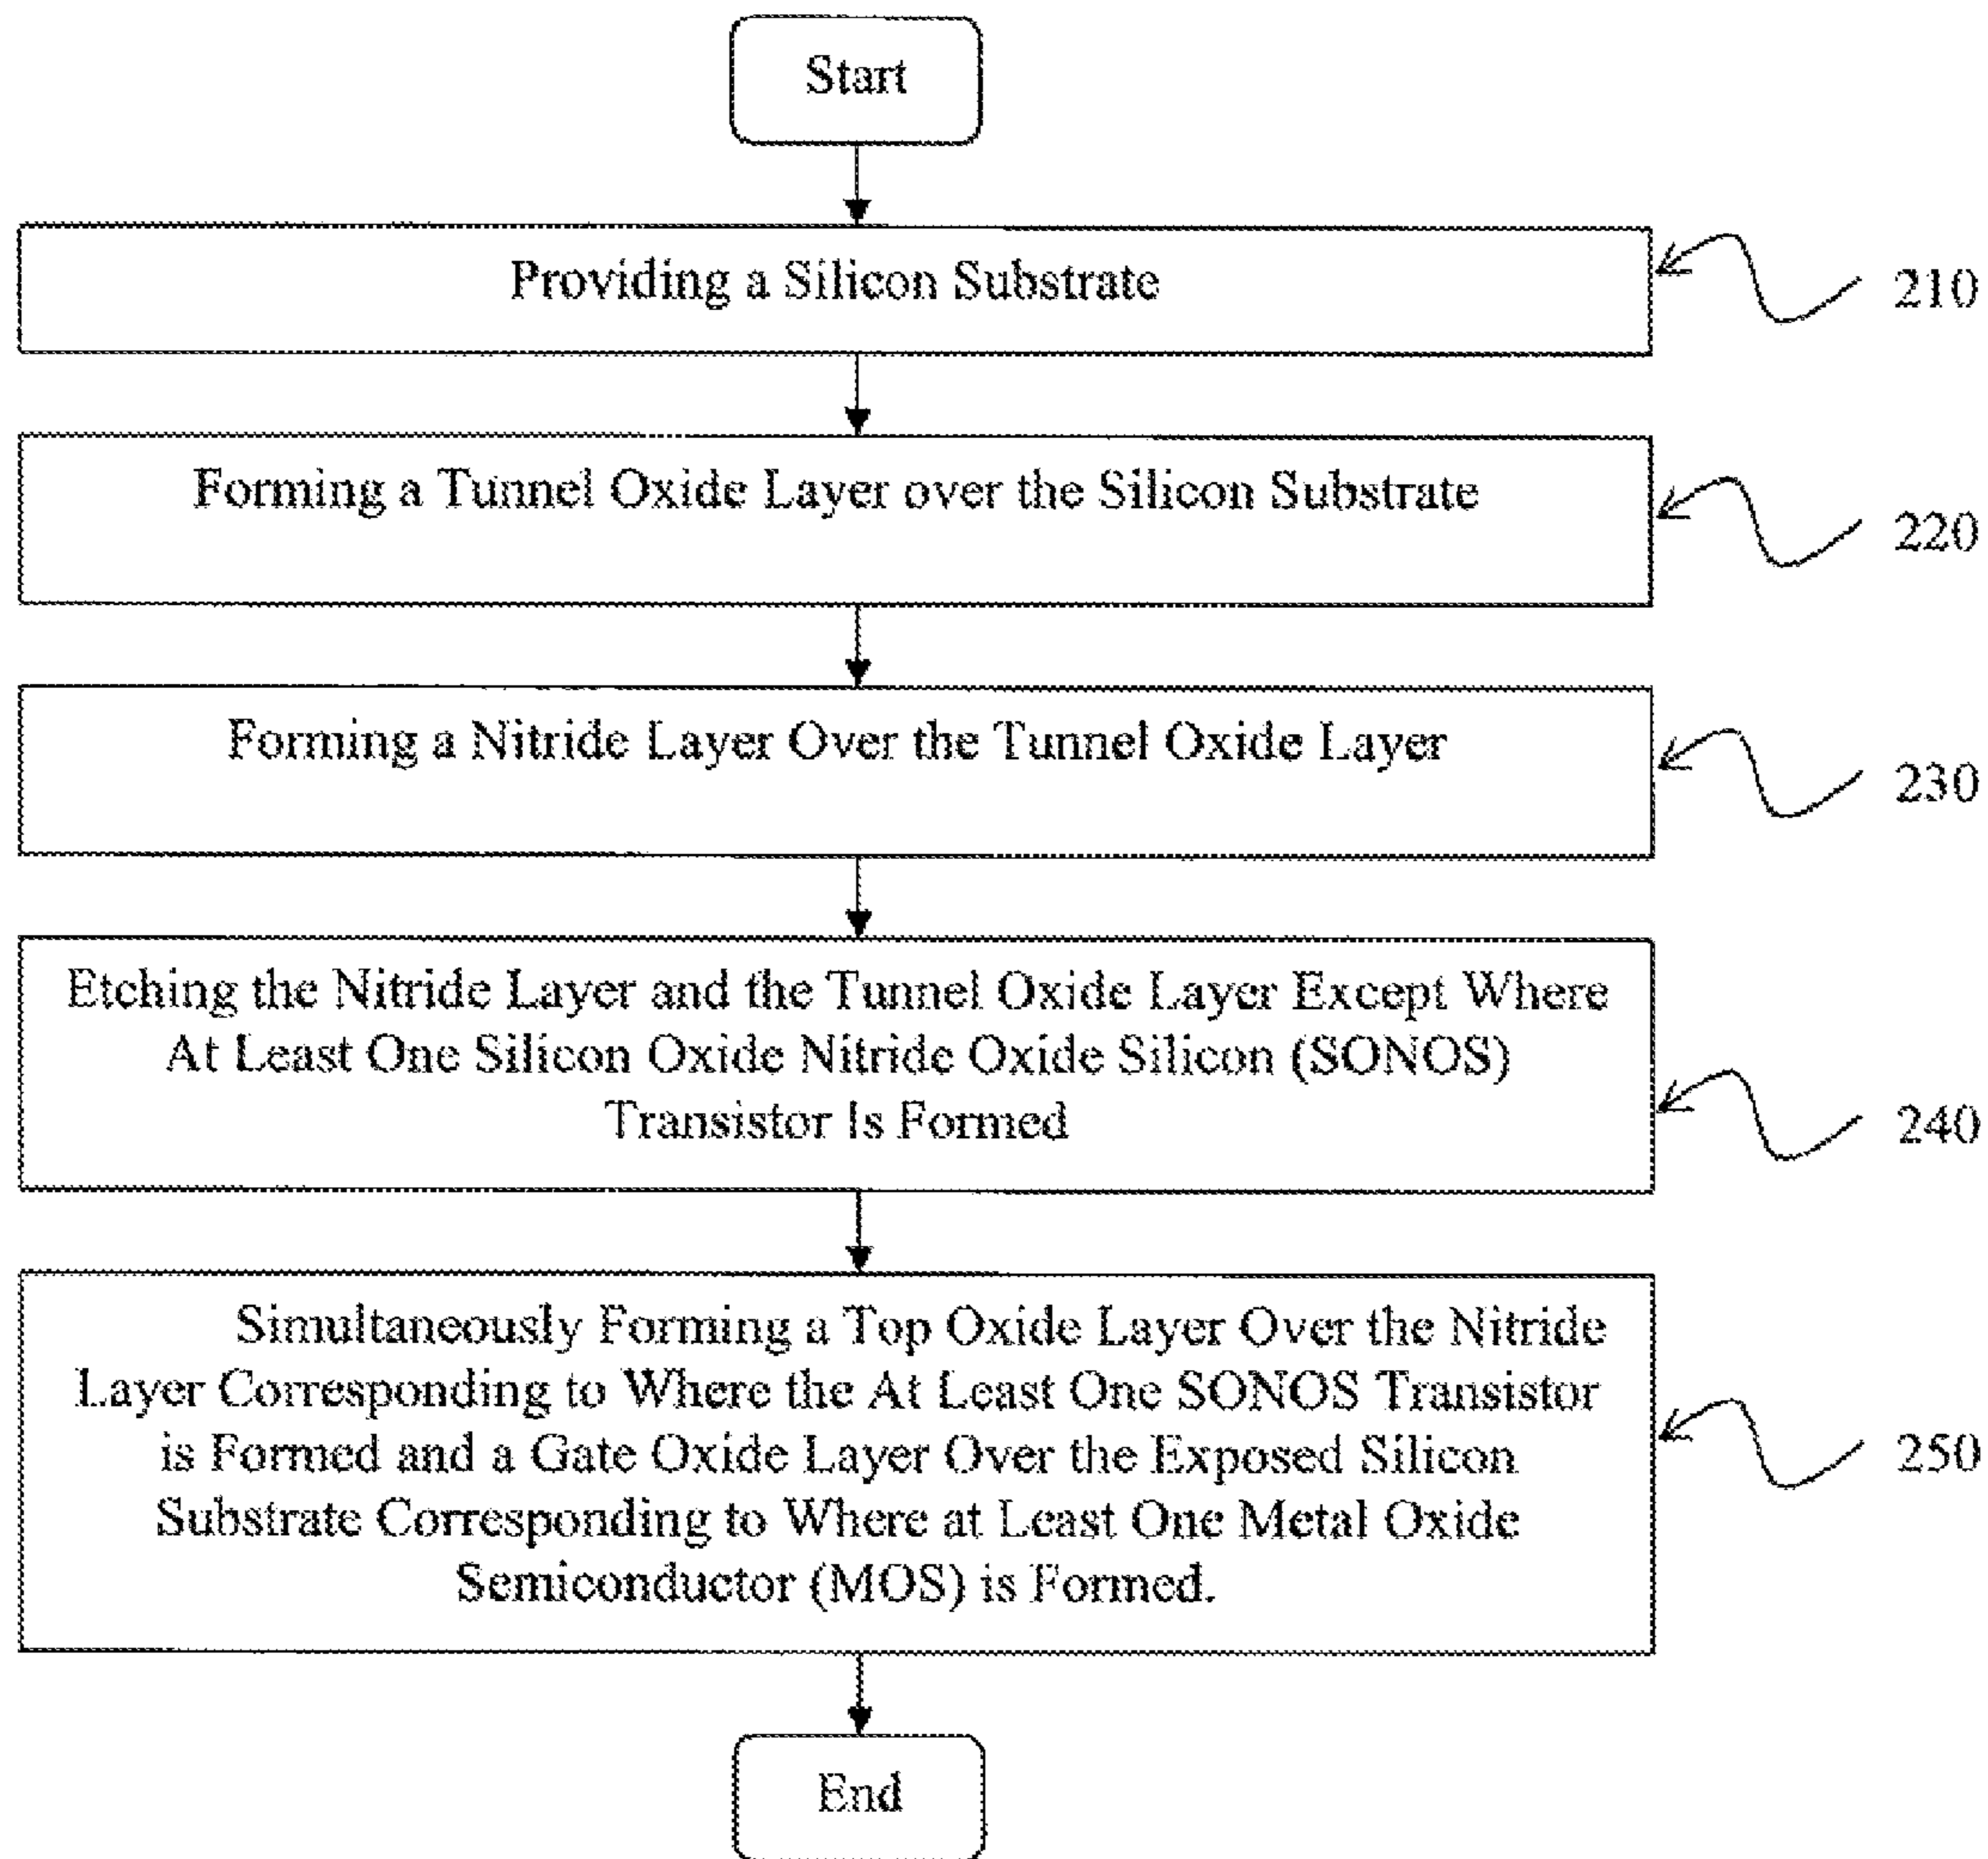 Start
Providing a Silicon Substrate
210
Forming a Tunnel Oxide Layer over the Silicon Substrate
220
Forming a Nitride Layer Over the Tunnel Oxide Layer
230
Etching the Nitride Layer and the Tunnel Oxide Layer Except Where
At Least One Silicon Oxide Nitride Oxide Silicon (SONOS)
Transistor Is Formed
240
Simultaneously Forming a Top Oxide Layer Over the Nitride
Layer Corresponding to Where the At Least One SONOS Transistor
is Formed and a Gate Oxide Layer Over the Exposed Silicon
Substrate Corresponding to Where at Least One Metal Oxide
Semiconductor (MOS) is Formed.
250
End